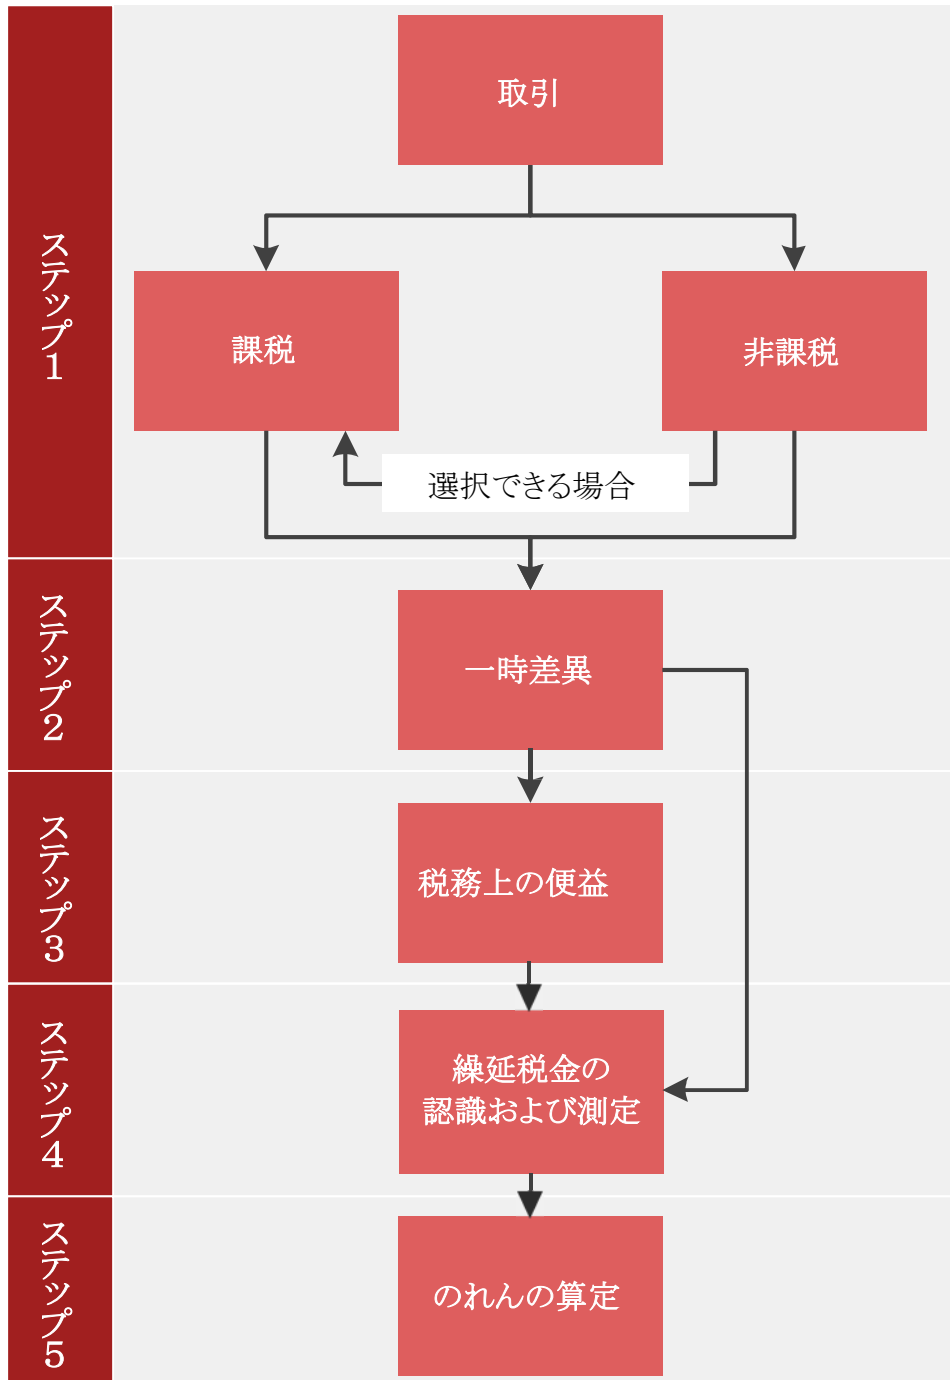 ステップ1
取引
課税
非課税
選択できる場合
ステップ2
一時差異
ステップ3
税務上の便益
ステップ4
繰延税金の
認識および測定
ステップ5
のれんの算定